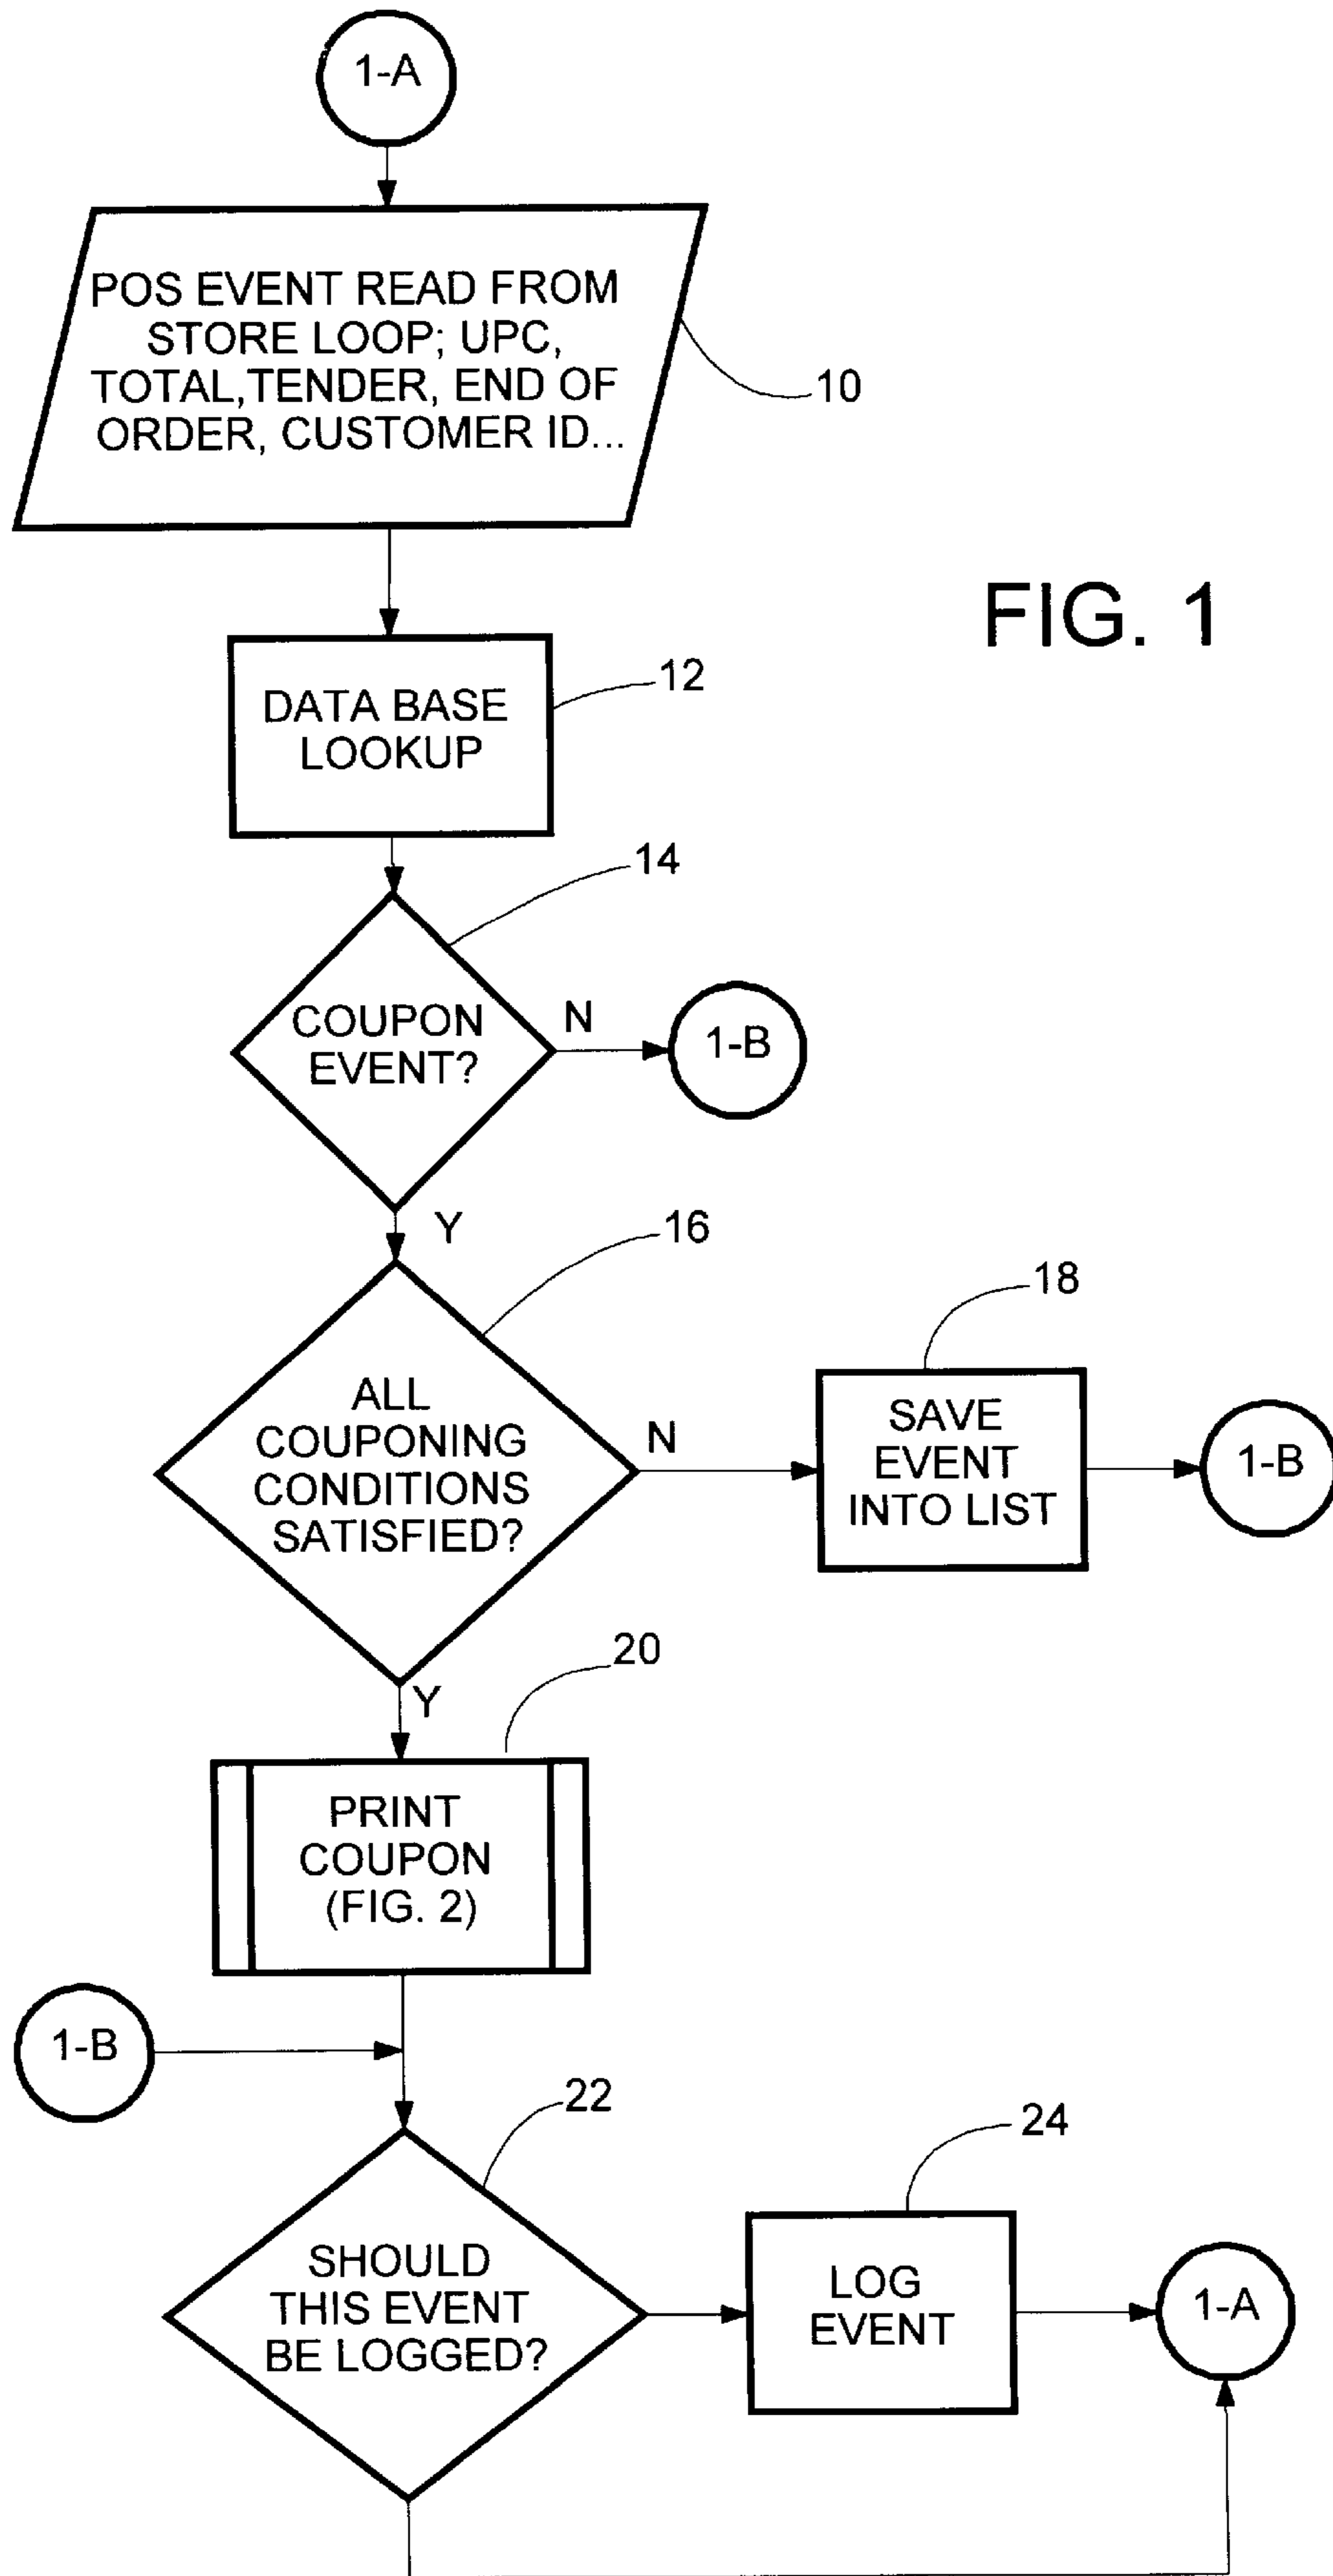 1-A
POS EVENT READ FROM
STORE LOOP; UPC,
TOTAL,TENDER, END OF
ORDER, CUSTOMER ID...
10
FIG. 1
12
DATA BASE
LOOKUP
14
COUPON
EVENT?
N
1-B
Y
16
18
ALL
COUPONING
CONDITIONS
SATISFIED?
N
SAVE
EVENT
INTO LIST
1-B
20
Y
PRINT
COUPON
(FIG. 2)
1-B
22
24
SHOULD
THIS EVENT
BE LOGGED?
LOG
EVENT
1-A